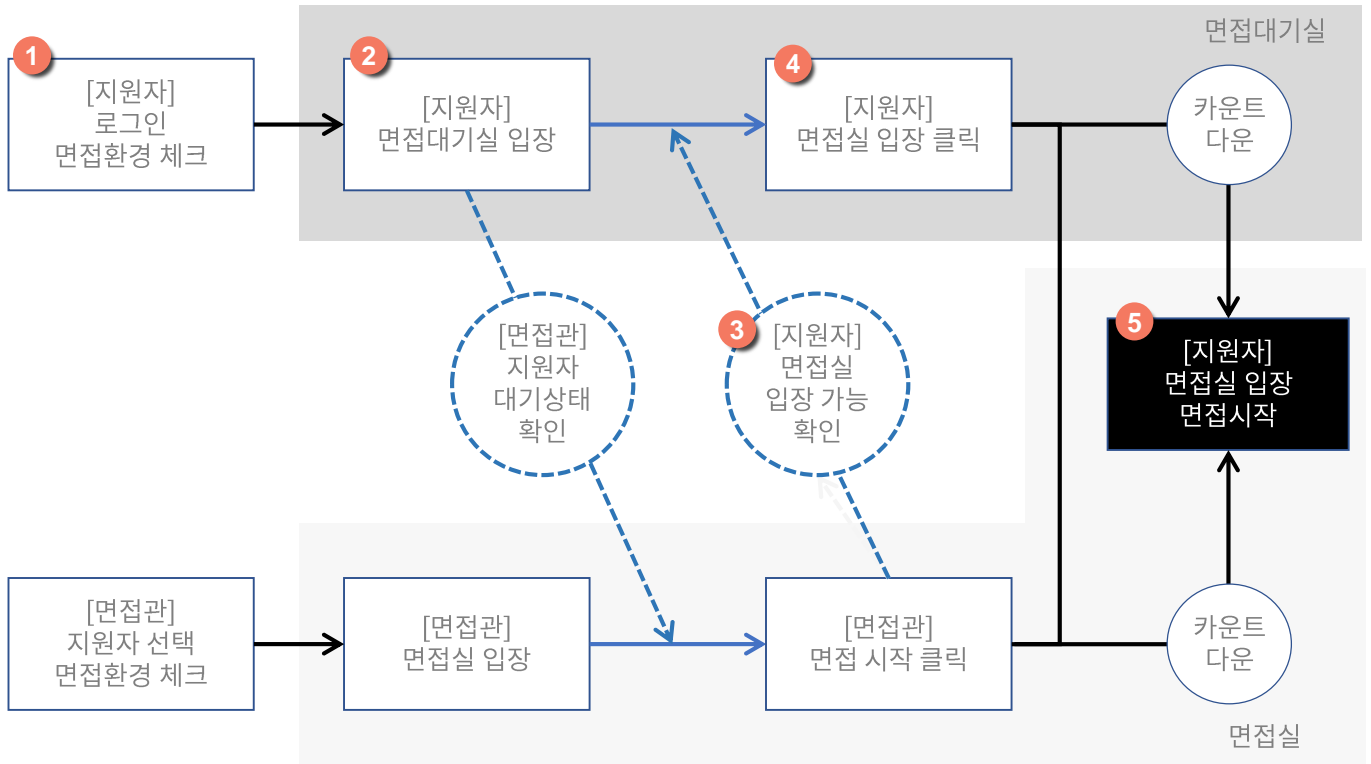 면접대기실
1
[지원자]
로그인
면접환경 체크
2
[지원자]
면접대기실 입장
4
[지원자]
면접실 입장 클릭
카운트
다운
[면접관]
지원자
대기상태
확인
3
[지원자]
면접실
입장 가능
확인
5
[지원자]
면접실 입장
면접시작
[면접관]
지원자 선택
면접환경 체크
[면접관]
면접실 입장
[면접관]
면접 시작 클릭
카운트
다운
면접실